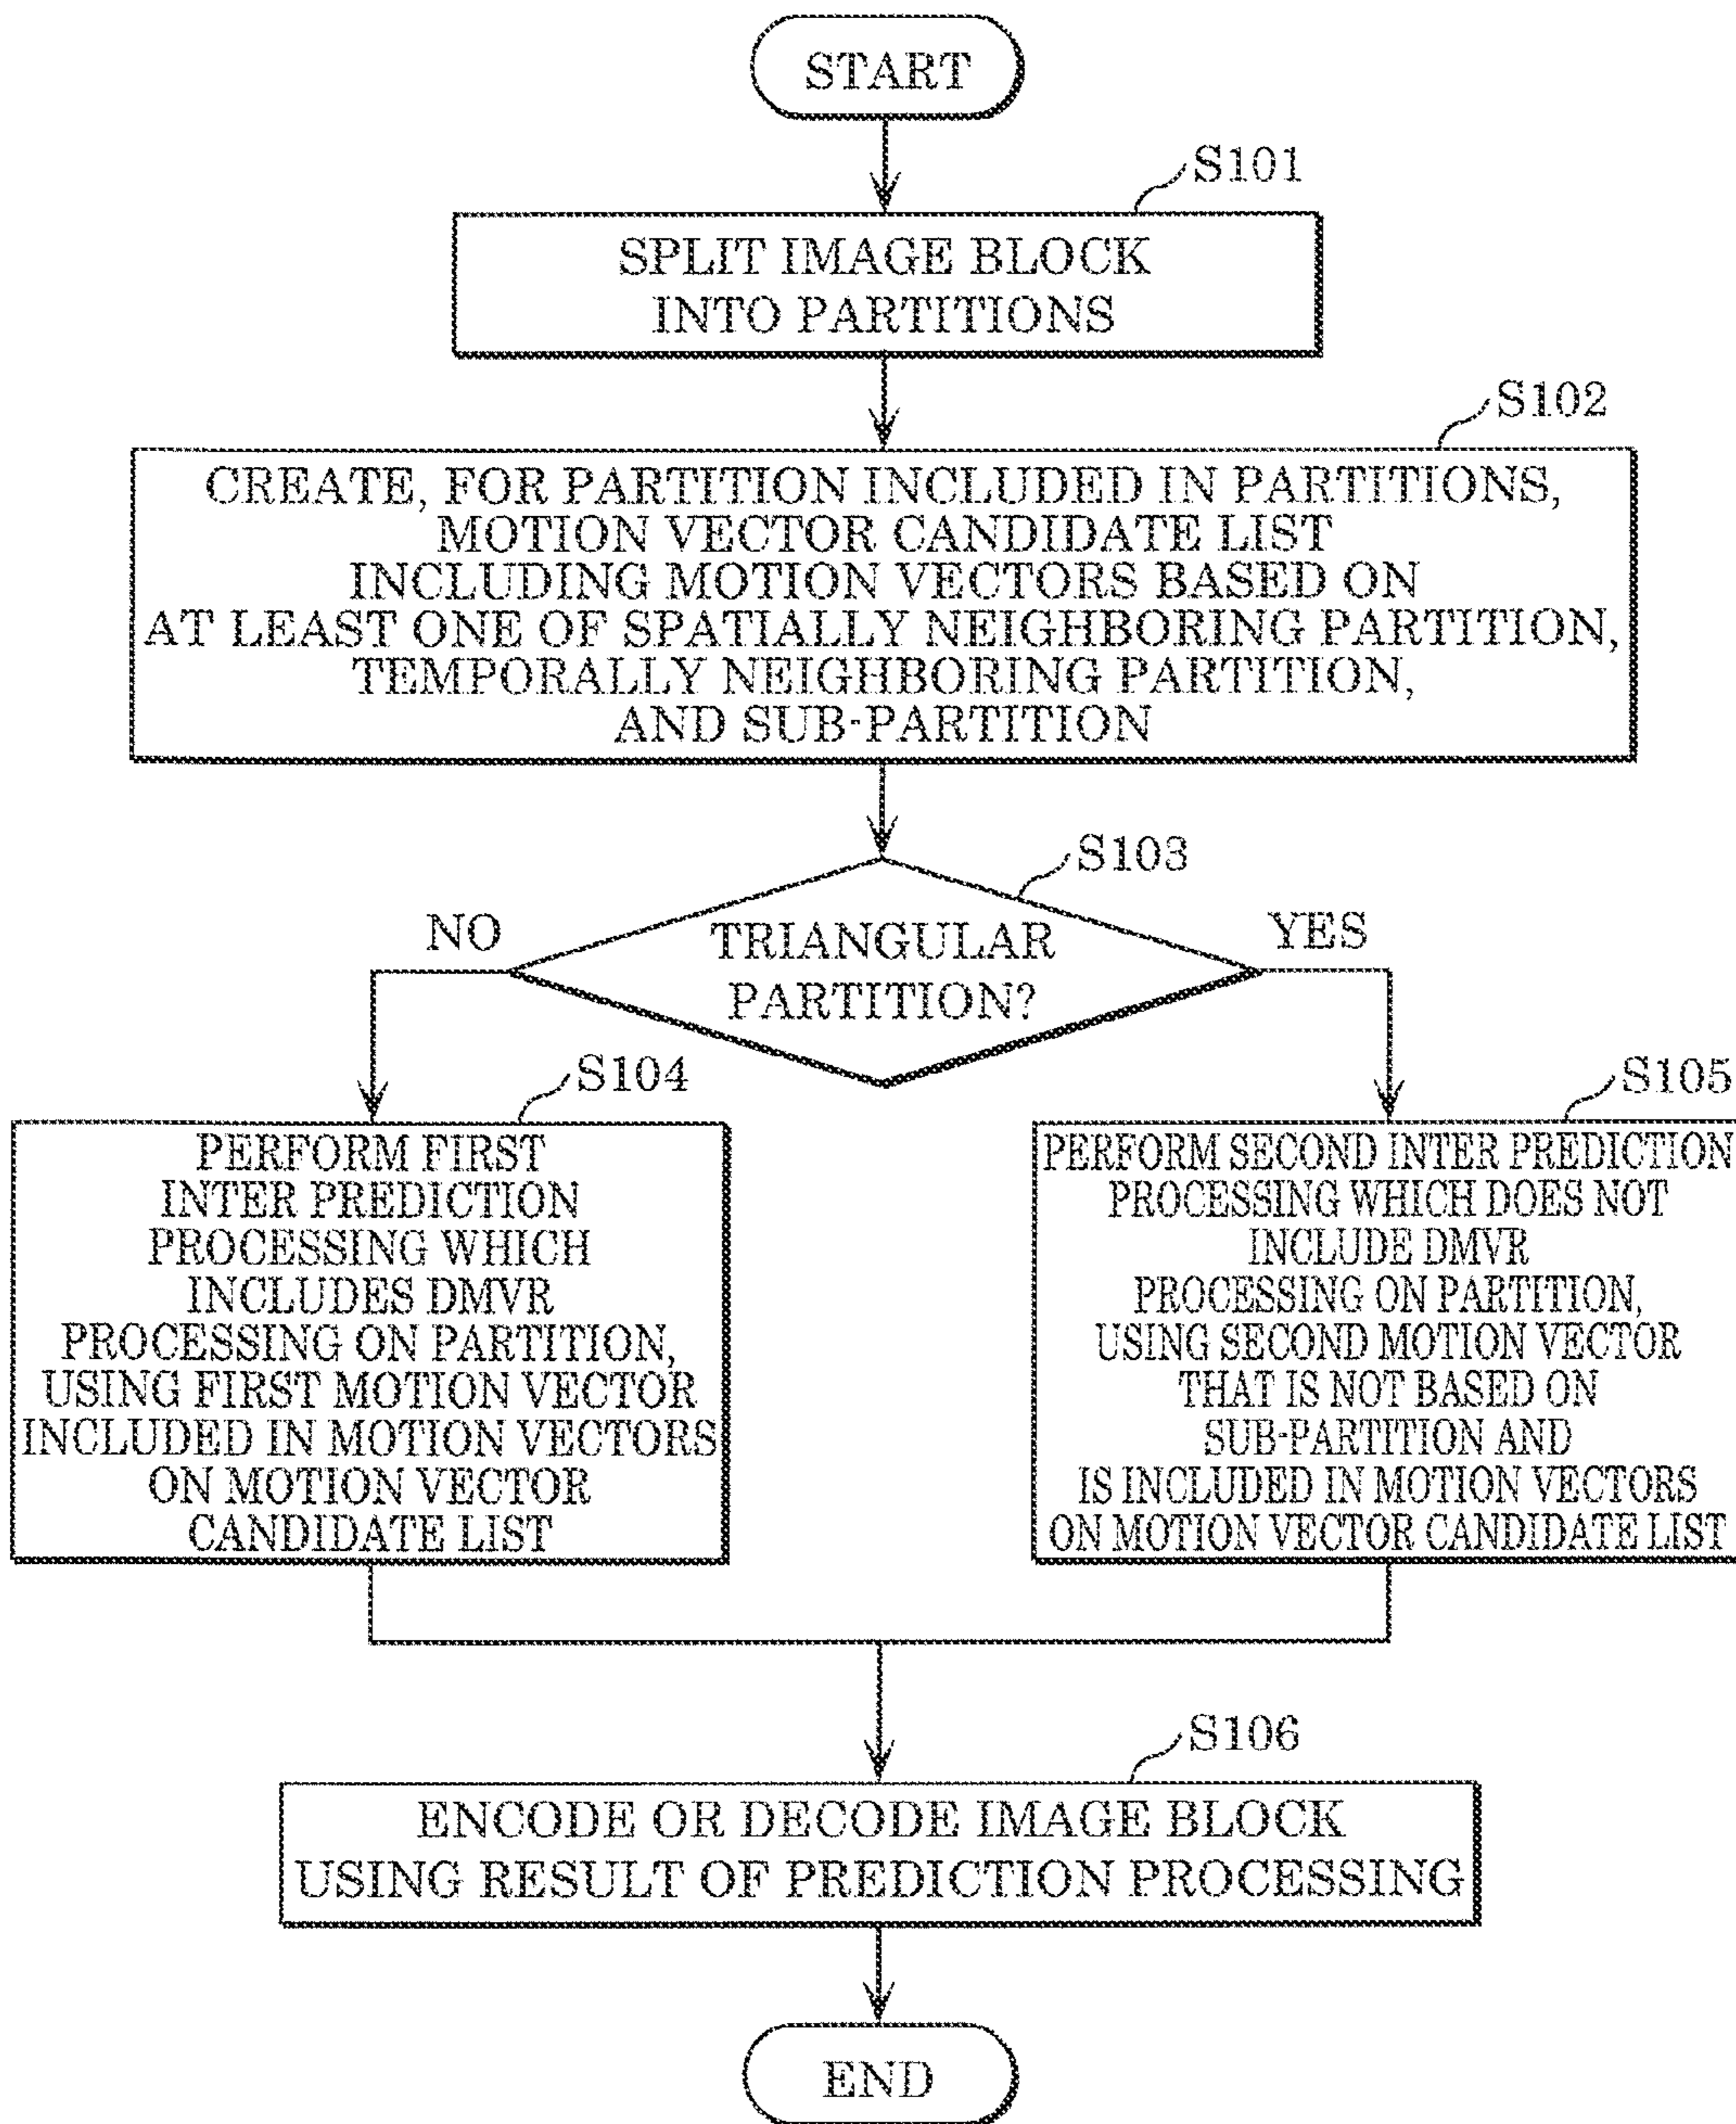 START
S101
SPLIT IMAGE BLOCK
INTO PARTITIONS
S102
CREATE, FOR PARTITION INCLUDED IN PARTITIONS,
MOTION VECTOR CANDIDATE LIST
INCLUDING MOTION VECTORS BASED ON
AT LEAST ONE OF SPATIALLY NEIGHBORING PARTITION,
TEMPORALLY NEIGHBORING PARTITION,
AND SUB-PARTITION
S103
NO
TRIANGULAR
PARTITION?
YES
S104
PERFORM FIRST
INTER PREDICTION
PROCESSING WHICH
INCLUDES DMVR
PROCESSING ON PARTITION,
USING FIRST MOTION VECTOR
INCLUDED IN MOTION VECTORS
ON MOTION VECTOR
CANDIDATE LIST
S105
PERFORM SECOND INTER PREDICTION
PROCESSING WHICH DOES NOT
INCLUDE DMVR
PROCESSING ON PARTITION,
USING SECOND MOTION VECTOR
THAT IS NOT BASED ON
SUB-PARTITION AND
IS INCLUDED IN MOTION VECTORS
ON MOTION VECTOR CANDIDATE LIST
S106
ENCODE OR DECODE IMAGE BLOCK
USING RESULT OF PREDICTION PROCESSING
END